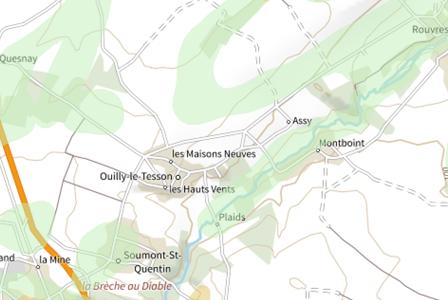 Rouvres
Quesnay
Assy
Montboint
les Maisons Neuves
Ouilly-le-Tesson
les Hauts Vents
Plaids
Soumont-St-
Quentin
and
la Mine
la Brèche au Diable